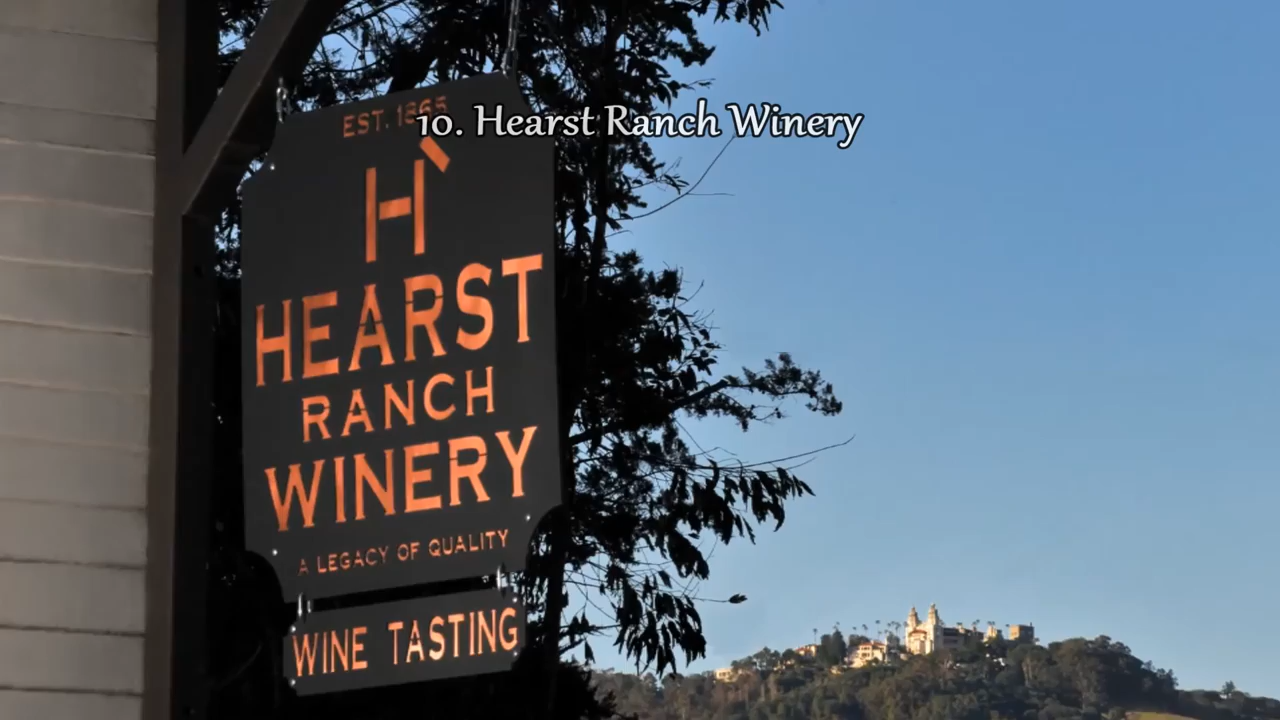 10. Hearst Ranch Winery
EST. 1865
H
HEARST
RANCH
WINERY
A LEGACY OF QUALITY
WINE TASTING